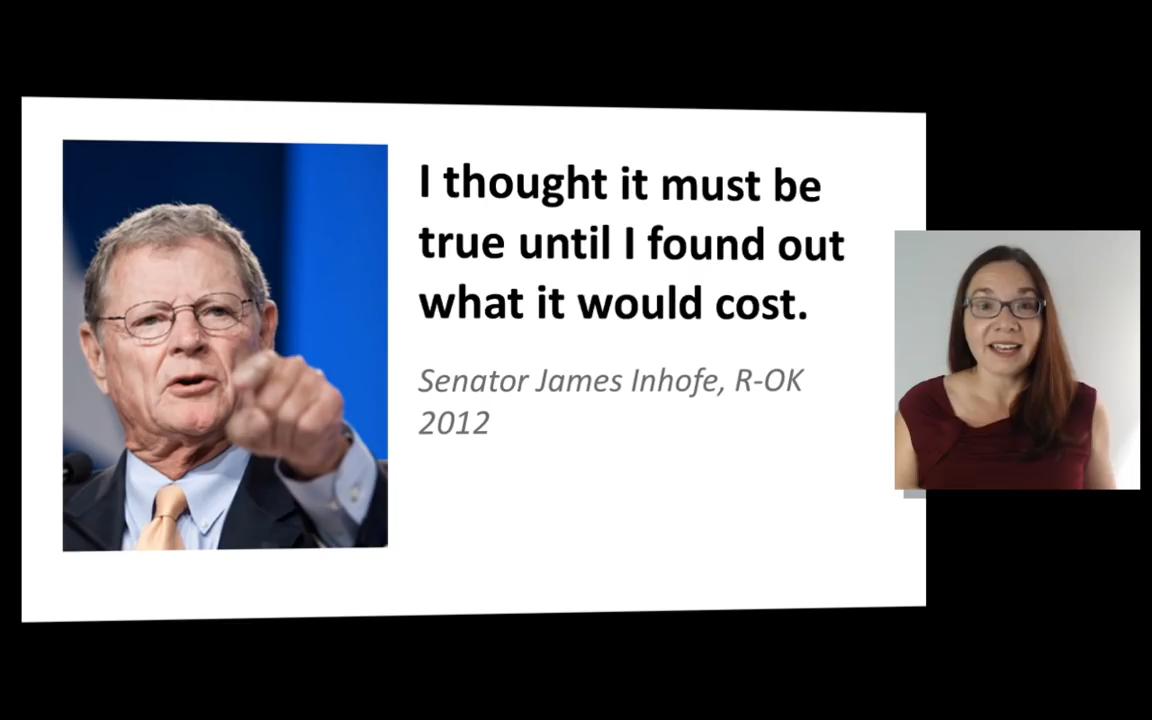 I thought it must be
true until I found out
what it would cost.
Senator James Inhofe, R-OK
2012